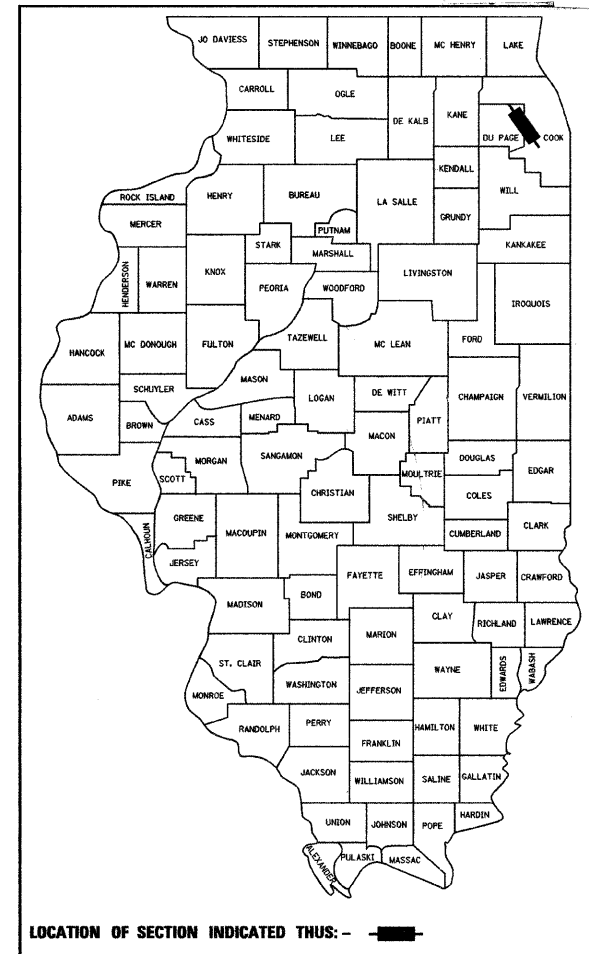 JO DAVIESS STEPHENSON WINNEBAGO BOONE MC HENRY LAKE
CARROLL OGLE DE KALB KANE DU PAGE COOK
WHITESIDE LEE
KENDALL WILL
ROCK ISLAND HENRY BUREAU LA SALLE GRUNDY
MERCER PUTNAM KANKAKEE
STARK MARSHALL
HENDERSON WARREN KNOX PEORIA WOODFORD LIVINGSTON IROQUOIS
HANCOCK MC DONOUGH FULTON TAZEWELL MC LEAN FORD
SCHUYLER MASON LOGAN DE WITT CHAMPAIGN VERMILION
ADAMS BROWN CASS MENARD MACON PIATT
PIKE SCOTT MORGAN SANGAMON CHRISTIAN MOULTRIE DOUGLAS COLES EDGAR
CALHOUN GREENE MACOUPIN MONTGOMERY SHELBY CUMBERLAND CLARK
JERSEY FAYETTE EFFINGHAM JASPER CRAWFORD
MADISON BOND
CLINTON MARION CLAY RICHLAND LAWRENCE
ST. CLAIR WAYNE EDWARDS WABASH
MONROE WASHINGTON JEFFERSON
RANDOLPH PERRY HAMILTON WHITE
FRANKLIN
JACKSON WILLIAMSON SALINE GALLATIN
UNION JOHNSON POPE HARDIN
ALEXANDER PULASKI MASSAC
LOCATION OF SECTION INDICATED THUS: -